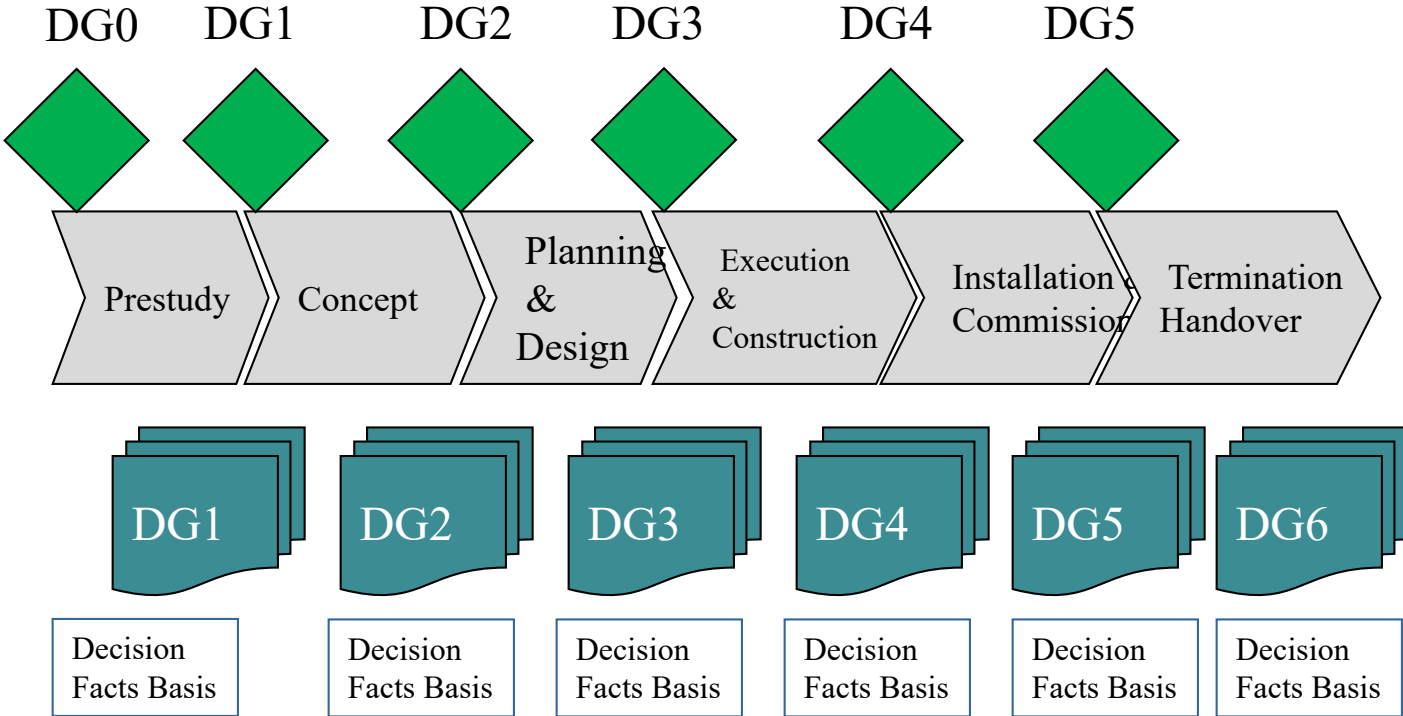 DG0
DG1
DG2
DG3
DG4
DG5
Prestudy
Concept
Planning
&
Design
Execution
&
Construction
Installation
Commission
Termination
Handover
DG1
DG2
DG3
DG4
DG5
DG6
Decision
Facts Basis
Decision
Facts Basis
Decision
Facts Basis
Decision
Facts Basis
Decision
Facts Basis
Decision
Facts Basis